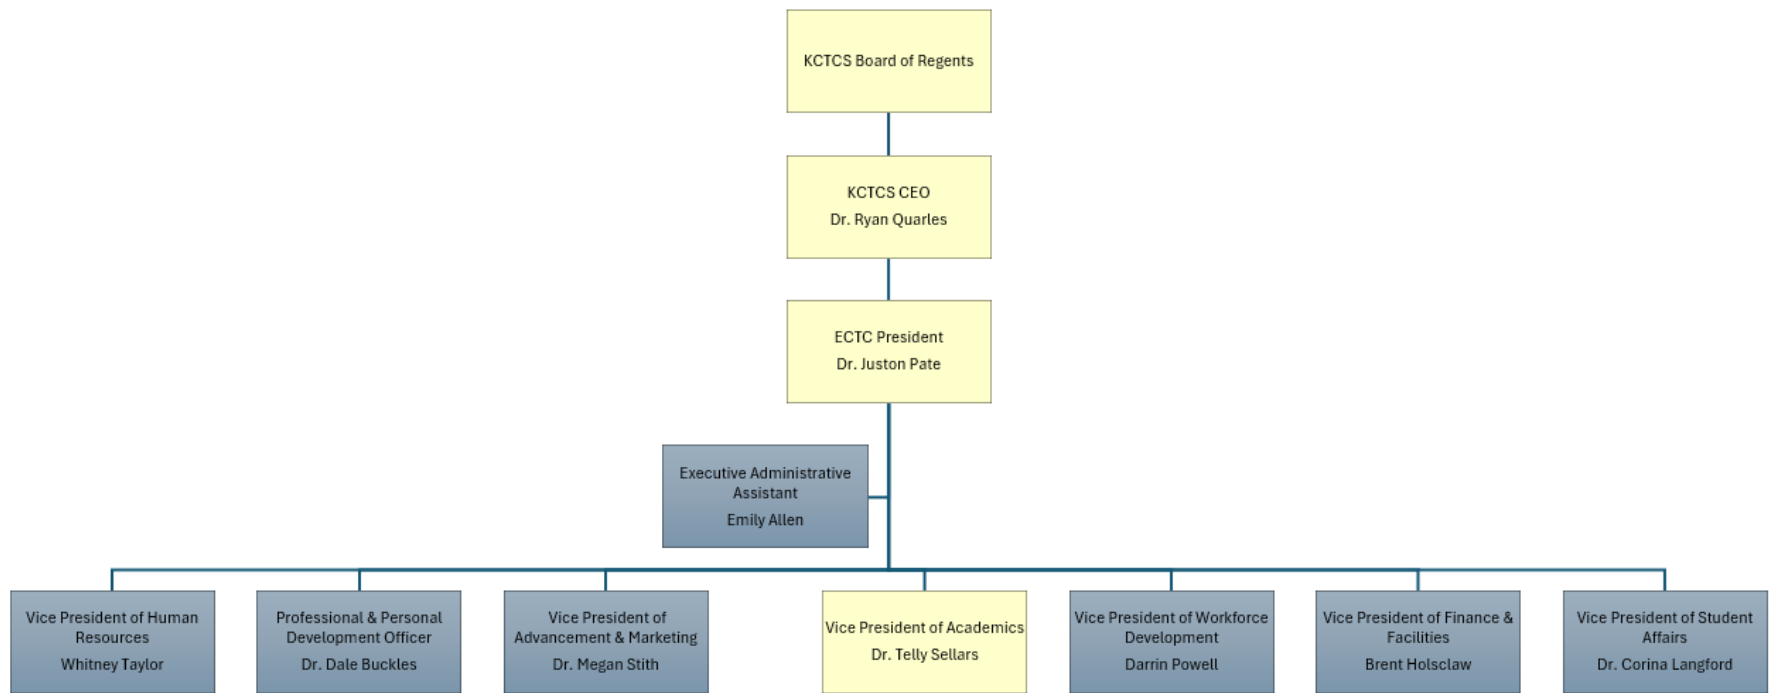 KCTCS Board of Regents
KCTCS CEO
Dr. Ryan Quarles
ECTC President
Dr. Juston Pate
Executive Administrative
Assistant
Emily Allen
Vice President of Human
Resources
Whitney Taylor
Professional & Personal
Development Officer
Dr. Dale Buckles
Vice President of
Advancement & Marketing
Dr. Megan Stith
Vice President of Academics
Dr. Telly Sellars
Vice President of Workforce
Development
Darrin Powell
Vice President of Finance &
Facilities
Brent Holsclaw
Vice President of Student
Affairs
Dr. Corina Langford